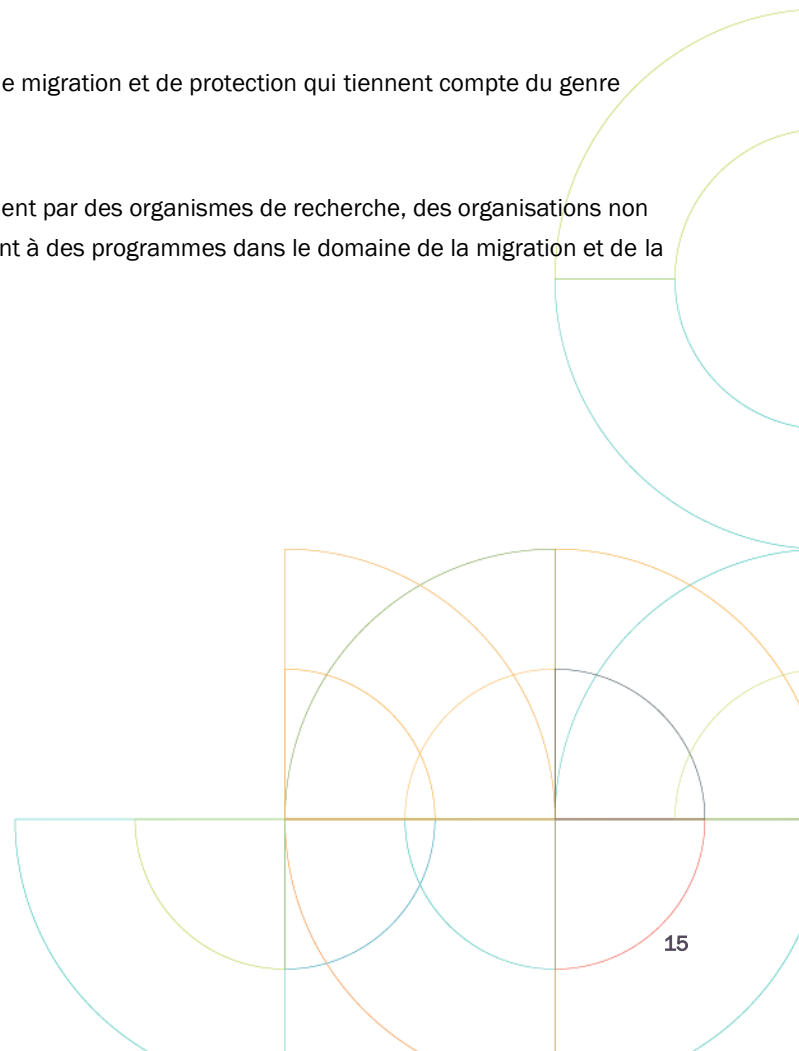 e migration et de protection qui tiennent compte du genre
ent par des organismes de recherche, des organisations non
nt à des programmes dans le domaine de la migration et de la
15